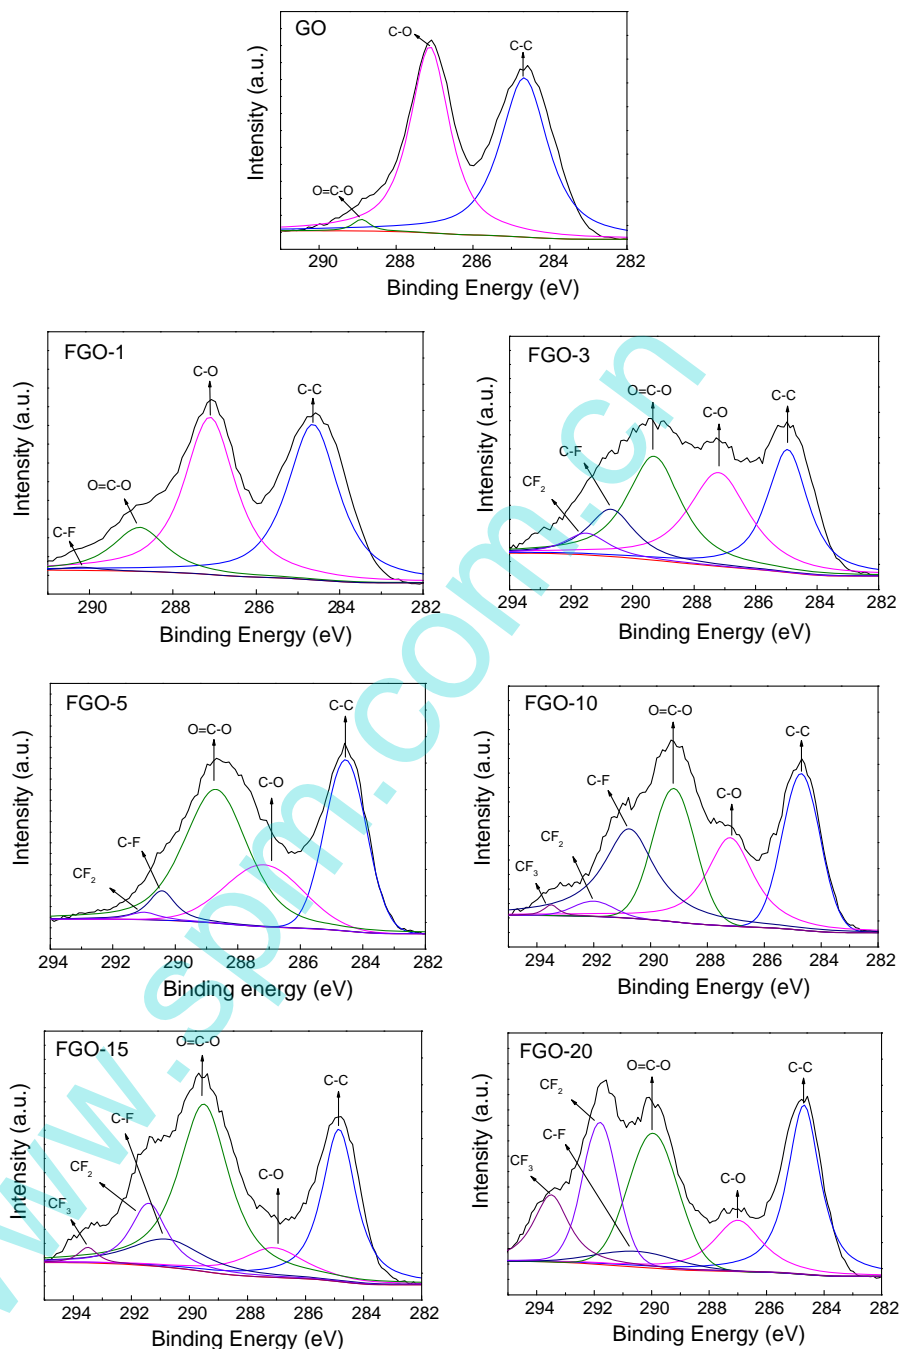 GO
C-O
C-C
O=C-O
Intensity (a.u.)
290 288 286 284 282
Binding Energy (eV)
FGO-1
C-O
C-C
O=C-O
C-F
Intensity (a.u.)
290 288 286 284 282
Binding Energy (eV)
FGO-3
O=C-O
C-O
C-C
C-F
CF2
Intensity (a.u.)
294 292 290 288 286 284 282
Binding Energy (eV)
FGO-5
O=C-O
C-C
C-O
C-F
CF2
Intensity (a.u.)
294 292 290 288 286 284 282
Binding energy (eV)
FGO-10
O=C-O
C-C
C-F
C-O
CF2
CF3
Intensity (a.u.)
294 292 290 288 286 284 282
Binding Energy (eV)
FGO-15
O=C-O
C-C
C-F
C-O
CF2
CF3
Intensity (a.u.)
294 292 290 288 286 284 282
Binding Energy (eV)
FGO-20
O=C-O
C-C
CF2
C-F
CF3
C-O
Intensity (a.u.)
294 292 290 288 286 284 282
Binding Energy (eV)
www.spm.com.cn